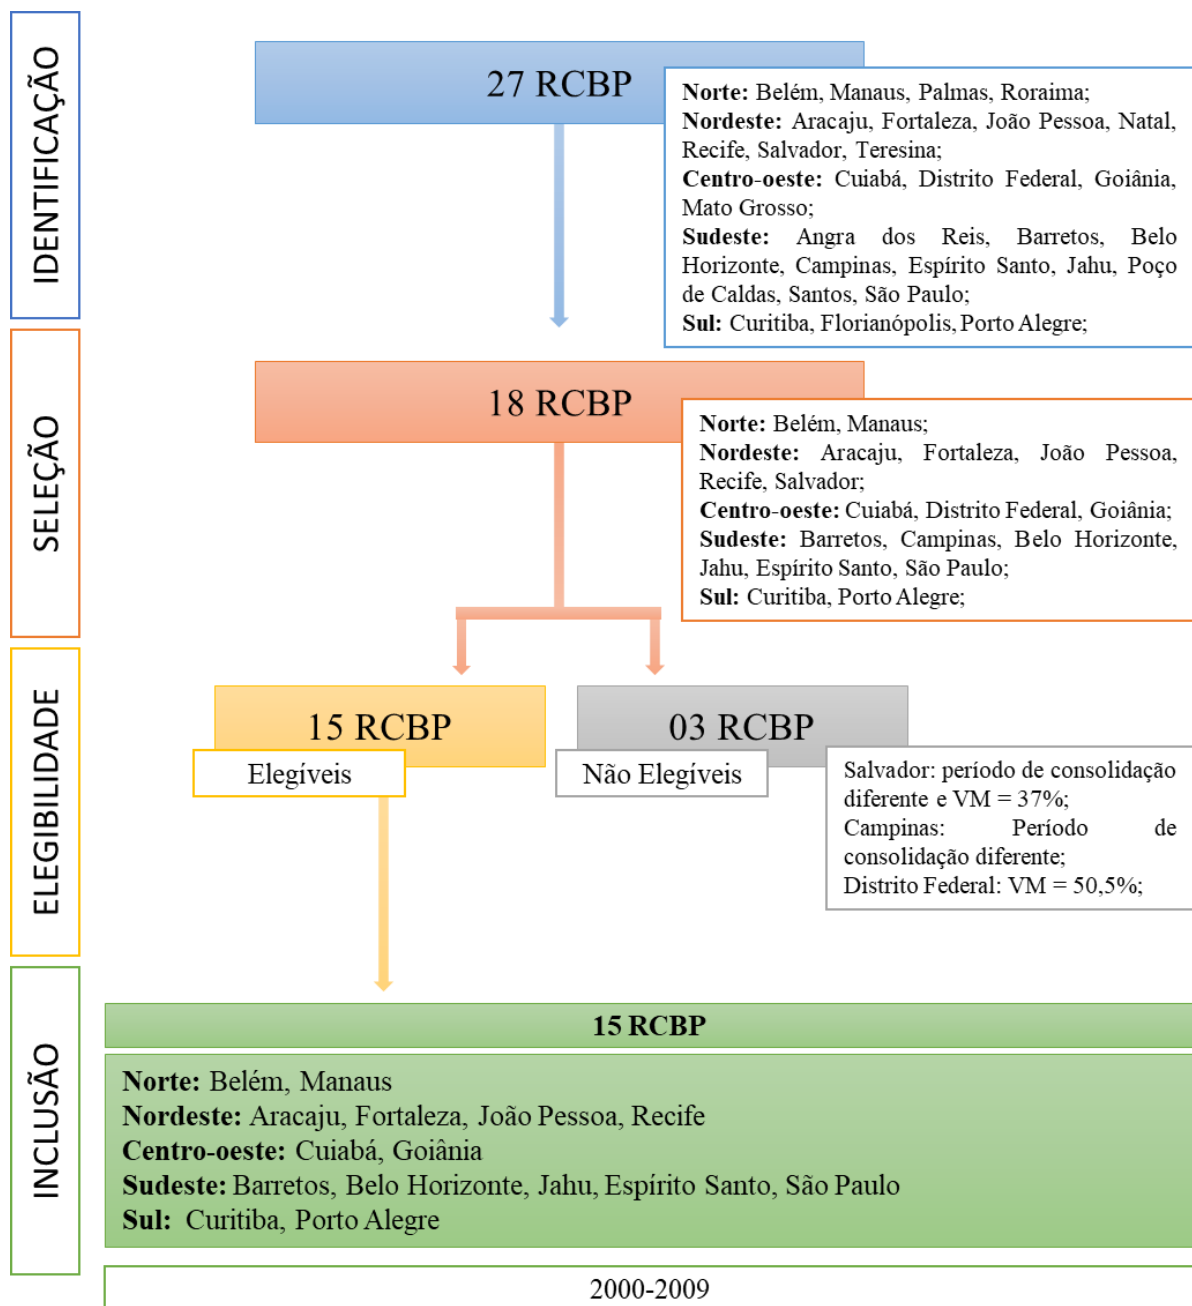 IDENTIFICAÇÃO
27 RCBP
Norte: Belém, Manaus, Palmas, Roraima;
Nordeste: Aracaju, Fortaleza, João Pessoa, Natal,
Recife, Salvador, Teresina;
Centro-oeste: Cuiabá, Distrito Federal, Goiânia,
Mato Grosso;
Sudeste: Angra dos Reis, Barretos, Belo
Horizonte, Campinas, Espírito Santo, Jahu, Poço
de Caldas, Santos, São Paulo;
Sul: Curitiba, Florianópolis, Porto Alegre;
SELEÇÃO
18 RCBP
Norte: Belém, Manaus;
Nordeste: Aracaju, Fortaleza, João Pessoa,
Recife, Salvador;
Centro-oeste: Cuiabá, Distrito Federal, Goiânia;
Sudeste: Barretos, Campinas, Belo Horizonte,
Jahu, Espírito Santo, São Paulo;
Sul: Curitiba, Porto Alegre;
ELEGIBILIDADE
15 RCBP
Elegíveis
03 RCBP
Não Elegíveis
Salvador: período de consolidação
diferente e VM = 37%;
Campinas: Período de
consolidação diferente;
Distrito Federal: VM = 50,5%;
INCLUSÃO
15 RCBP
Norte: Belém, Manaus
Nordeste: Aracaju, Fortaleza, João Pessoa, Recife
Centro-oeste: Cuiabá, Goiânia
Sudeste: Barretos, Belo Horizonte, Jahu, Espírito Santo, São Paulo
Sul: Curitiba, Porto Alegre
2000-2009